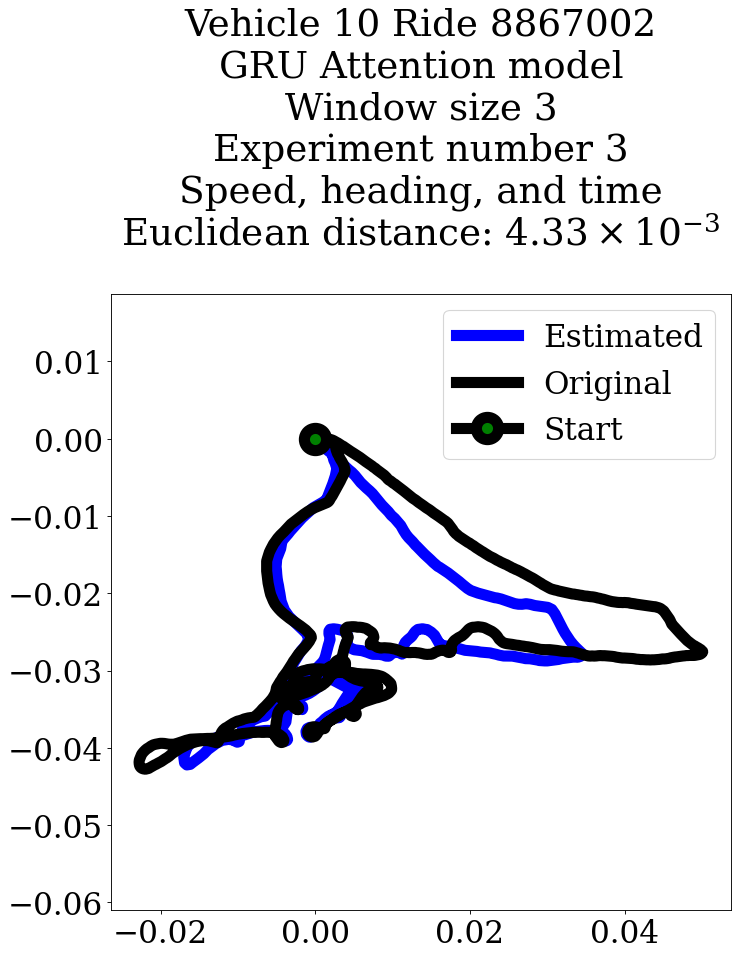 Vehicle 10 Ride 8867002
GRU Attention model
Window size 3
Experiment number 3
Speed, heading, and time
Euclidean distance: 4.33 × 10⁻³
Estimated
Original
Start
0.01
0.00
−0.01
−0.02
−0.03
−0.04
−0.05
−0.06
−0.02 0.00 0.02 0.04